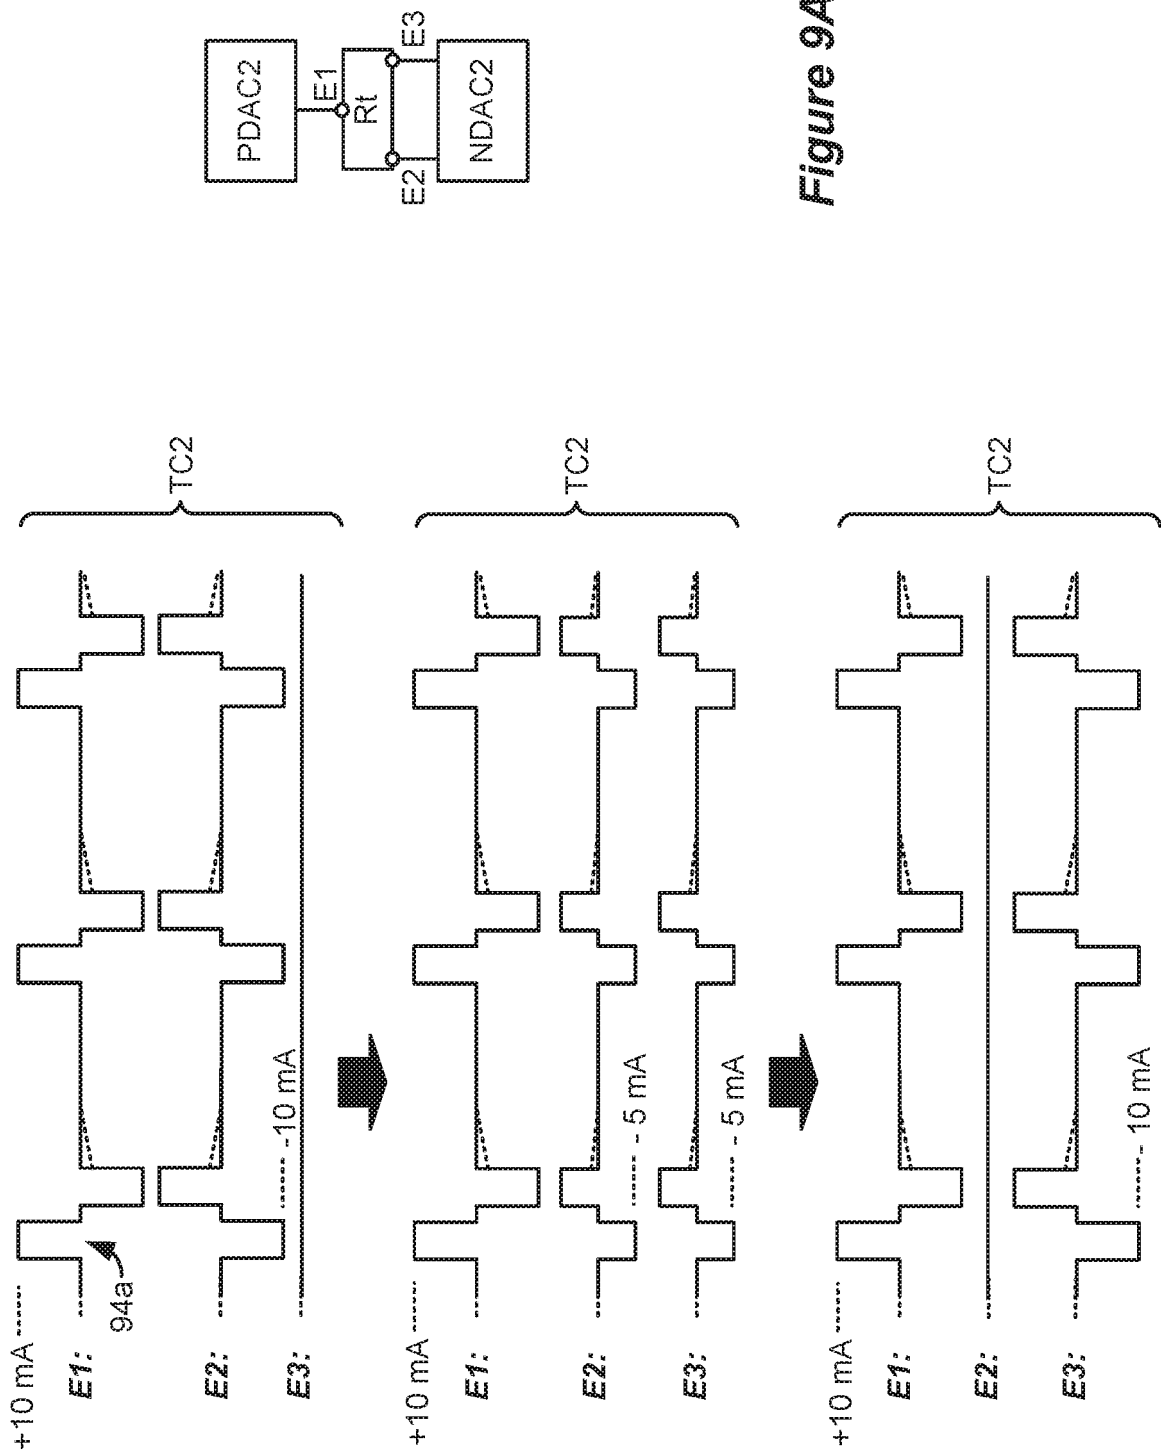 +10 mA
E1:
94a
E2:
-10 mA
E3:
TC2
+10 mA
E1:
E2:
- 5 mA
E3:
- 5 mA
TC2
+10 mA
E1:
E2:
E3:
- 10 mA
TC2
PDAC2
E1
Rt
E2
E3
NDAC2
Figure 9A